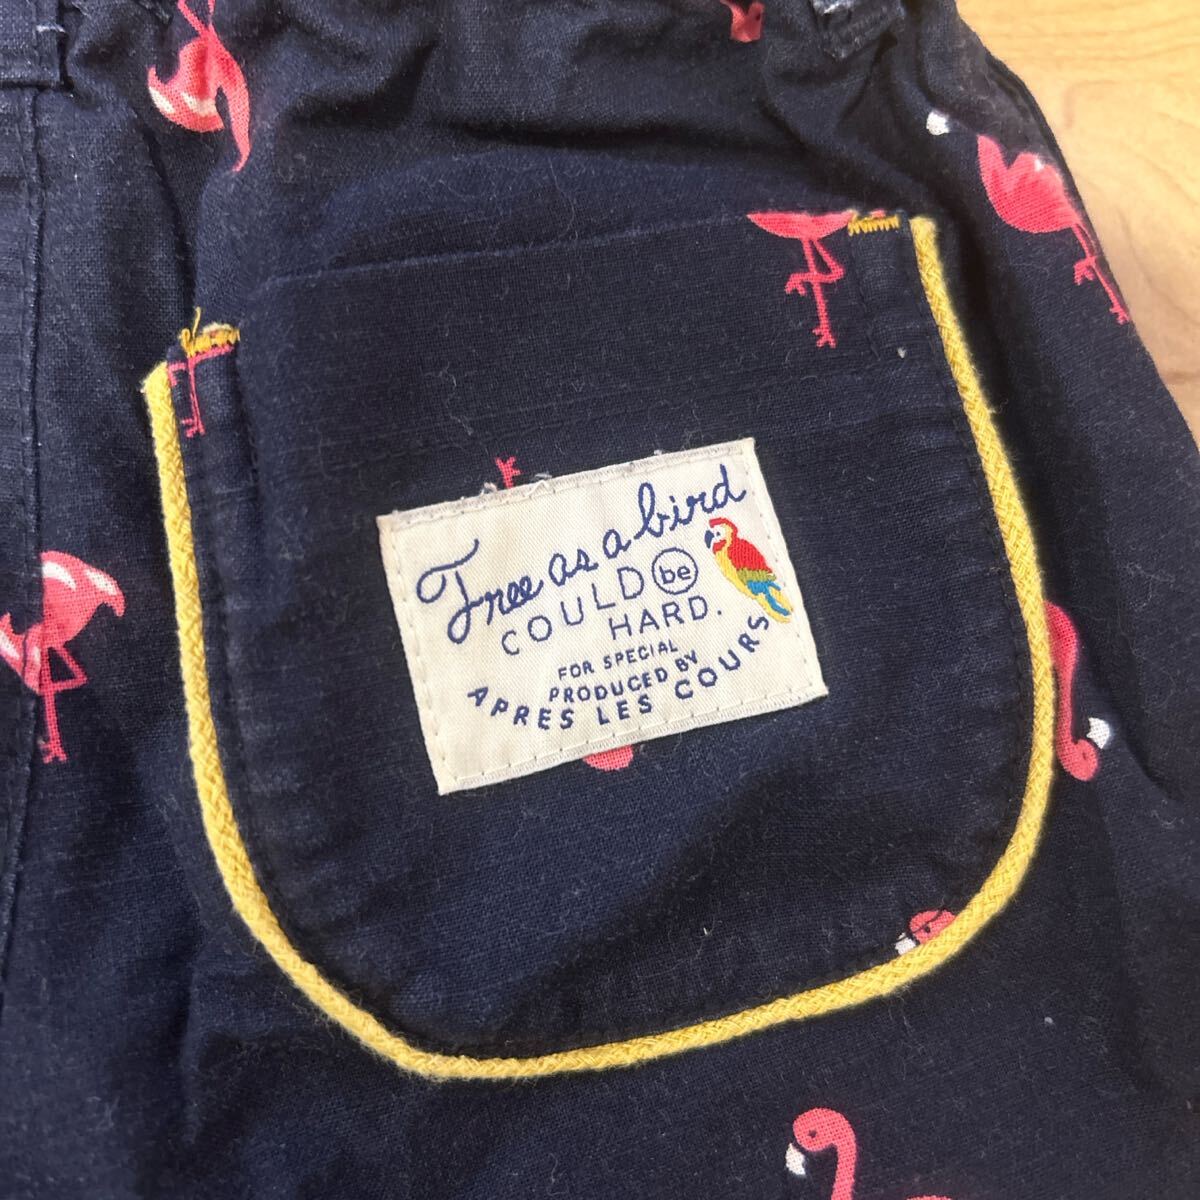 Free as a bird
COULD be
HARD.
FOR SPECIAL
PRODUCED BY
APRES LES COURS